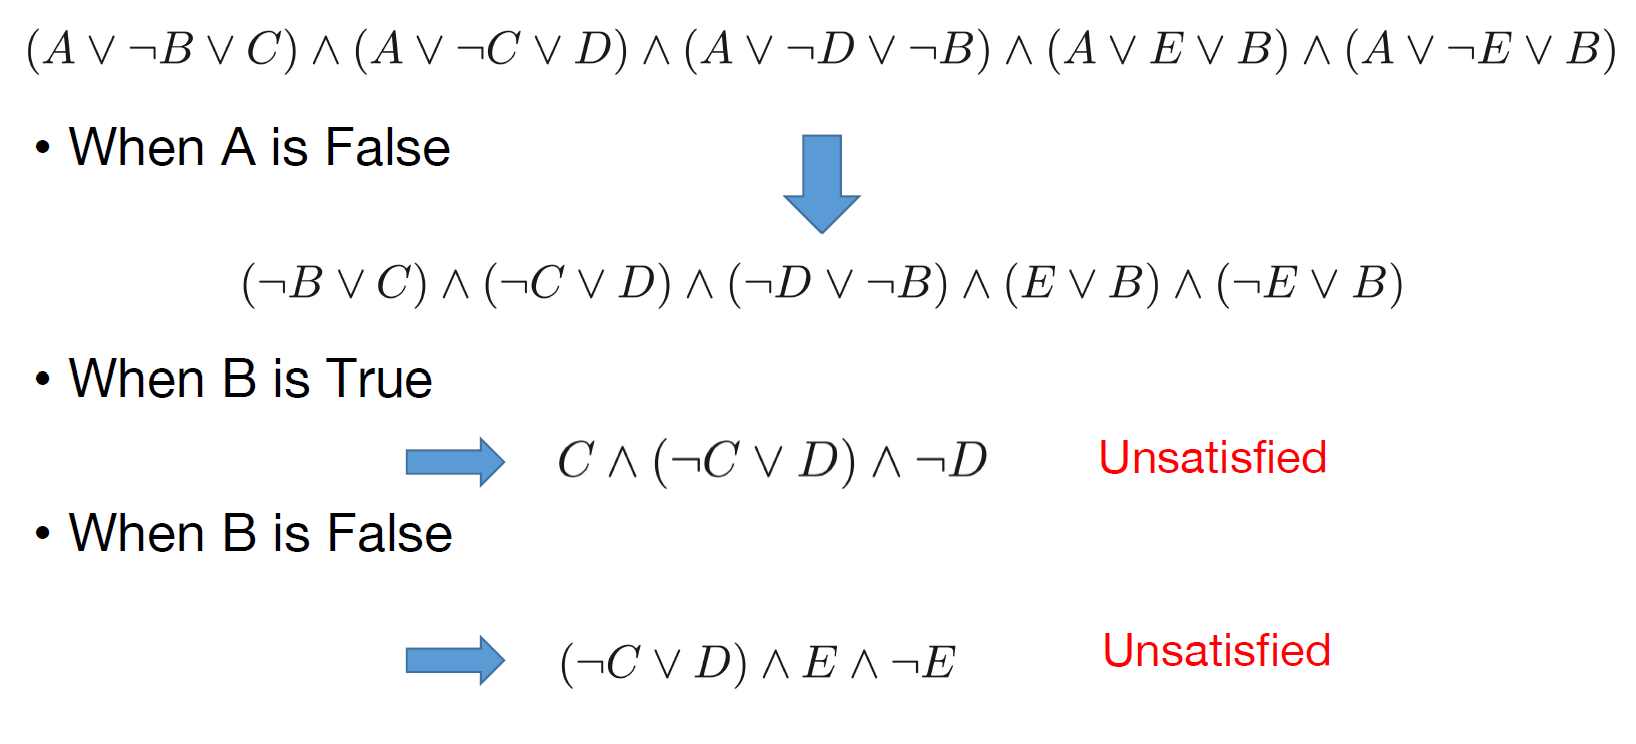 (A ∨ ¬B ∨ C) ∧ (A ∨ ¬C ∨ D) ∧ (A ∨ ¬D ∨ ¬B) ∧ (A ∨ E ∨ B) ∧ (A ∨ ¬E ∨ B)
• When A is False
(¬B ∨ C) ∧ (¬C ∨ D) ∧ (¬D ∨ ¬B) ∧ (E ∨ B) ∧ (¬E ∨ B)
• When B is True
C ∧ (¬C ∨ D) ∧ ¬D Unsatisfied
• When B is False
(¬C ∨ D) ∧ E ∧ ¬E Unsatisfied